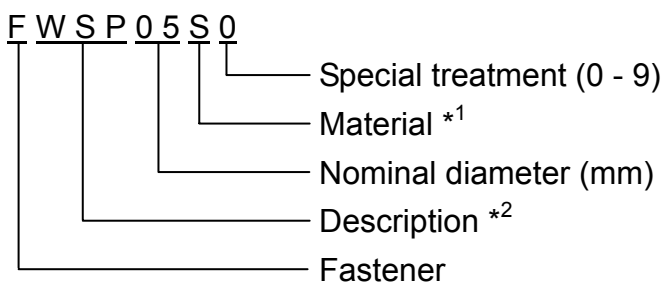 F W S P 0 5 S 0
Special treatment (0 - 9)
Material *1
Nominal diameter (mm)
Description *2
Fastener